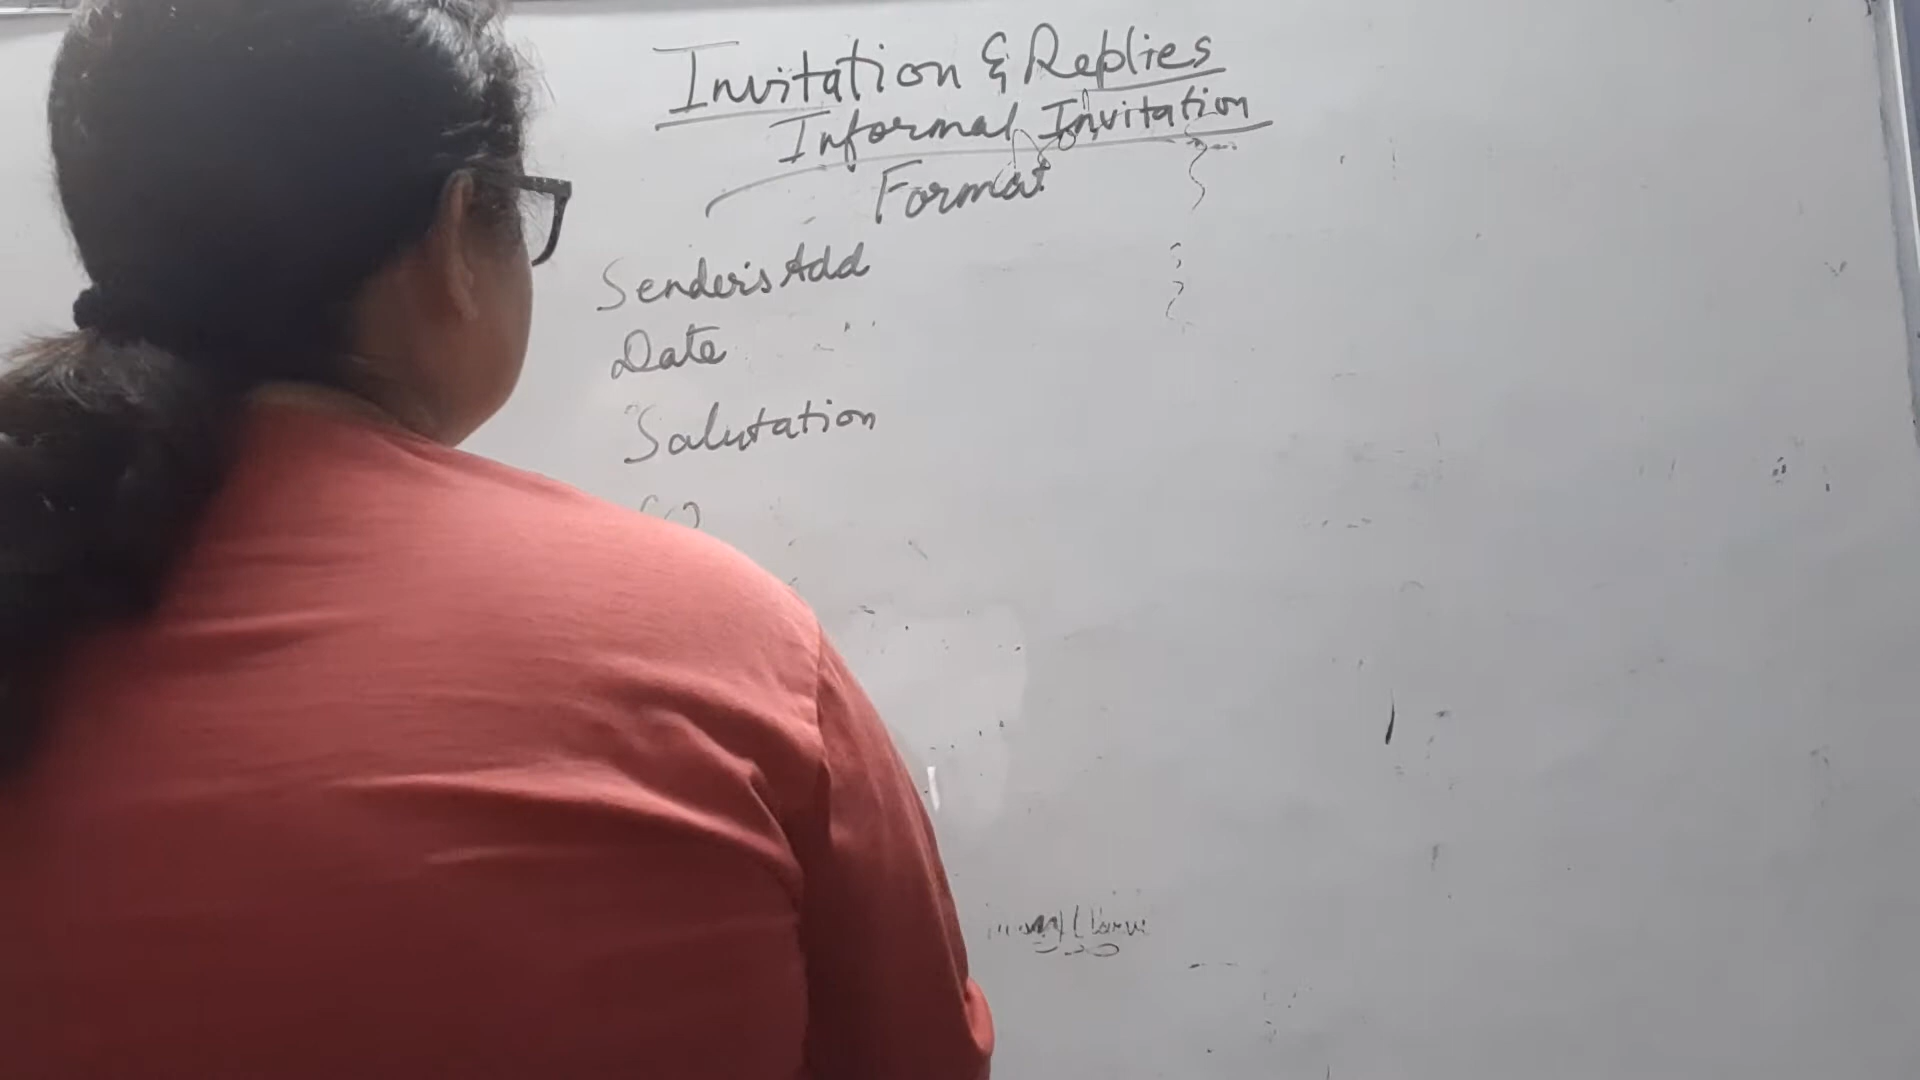 Invitation & Replies
Informal Invitation
Format
Sender's Add
Date
Salutation